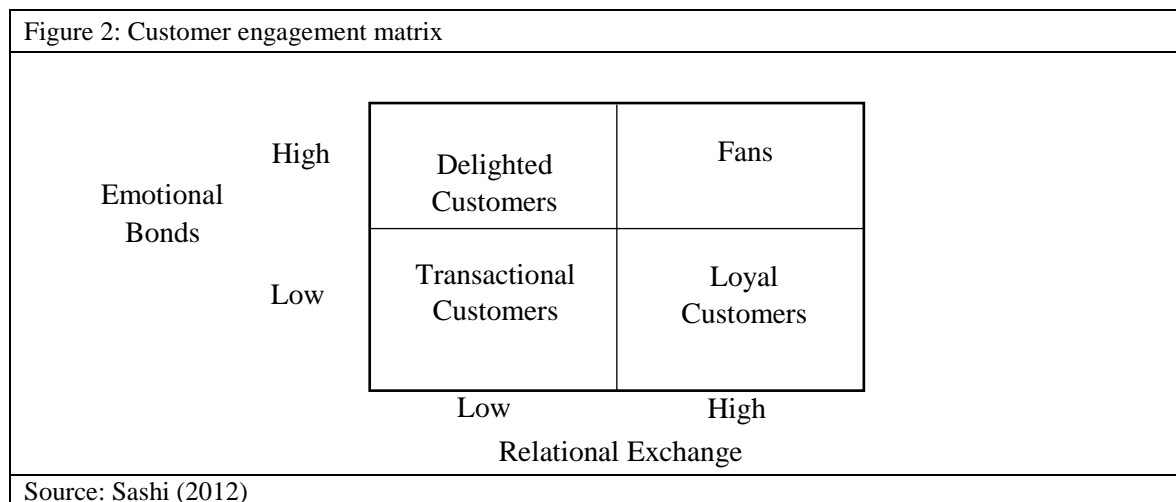 Figure 2: Customer engagement matrix
High
Delighted
Customers
Fans
Emotional
Bonds
Low
Transactional
Customers
Loyal
Customers
Low
High
Relational Exchange
Source: Sashi (2012)